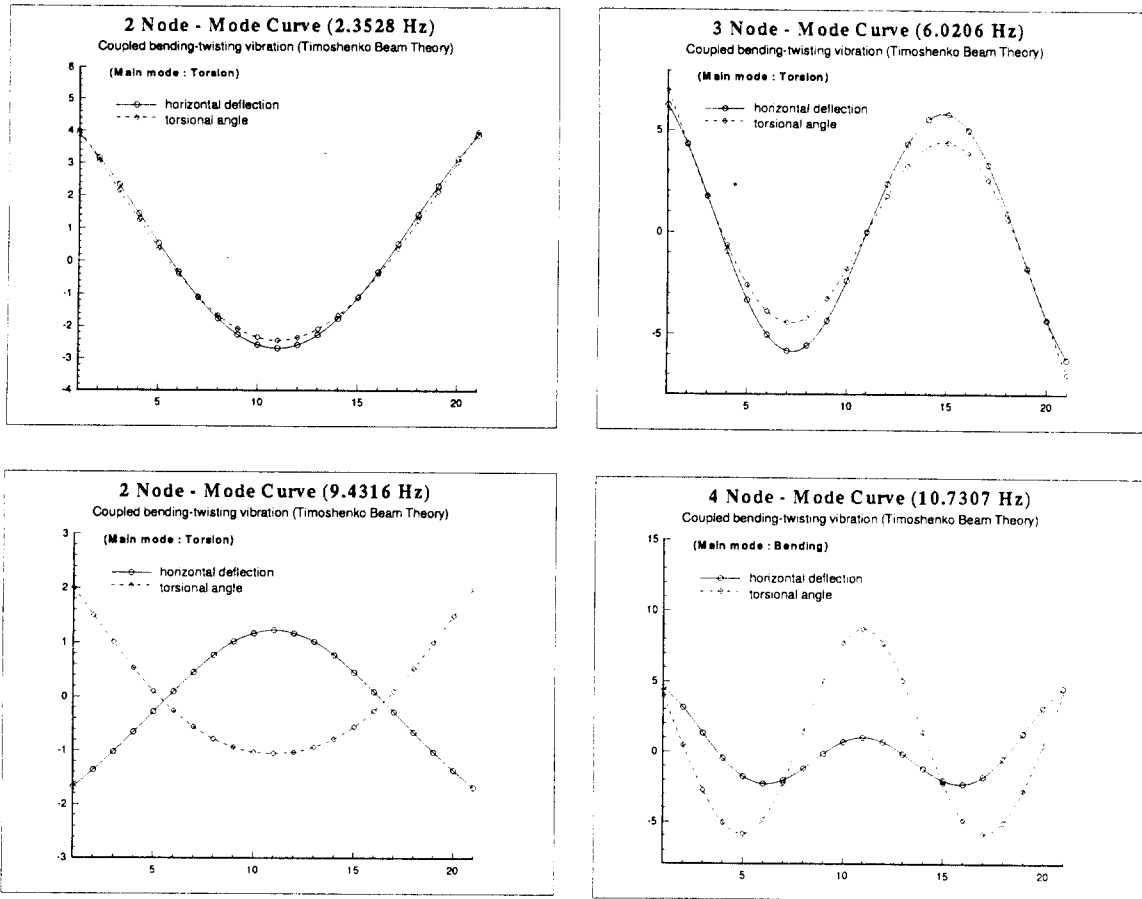 2 Node - Mode Curve (2.3528 Hz)
Coupled bending-twisting vibration (Timoshenko Beam Theory)
(Main mode : Torsion)
horizontal deflection
torsional angle
6
5
4
3
2
1
0
-1
-2
-3
-4
5
10
15
20
3 Node - Mode Curve (6.0206 Hz)
Coupled bending-twisting vibration (Timoshenko Beam Theory)
(Main mode : Torsion)
horizontal deflection
torsional angle
5
0
-5
5
10
15
20
2 Node - Mode Curve (9.4316 Hz)
Coupled bending-twisting vibration (Timoshenko Beam Theory)
(Main mode : Torsion)
horizontal deflection
torsional angle
3
2
1
0
-1
-2
-3
5
10
15
20
4 Node - Mode Curve (10.7307 Hz)
Coupled bending-twisting vibration (Timoshenko Beam Theory)
(Main mode : Bending)
horizontal deflection
torsional angle
15
10
5
0
-5
5
10
15
20